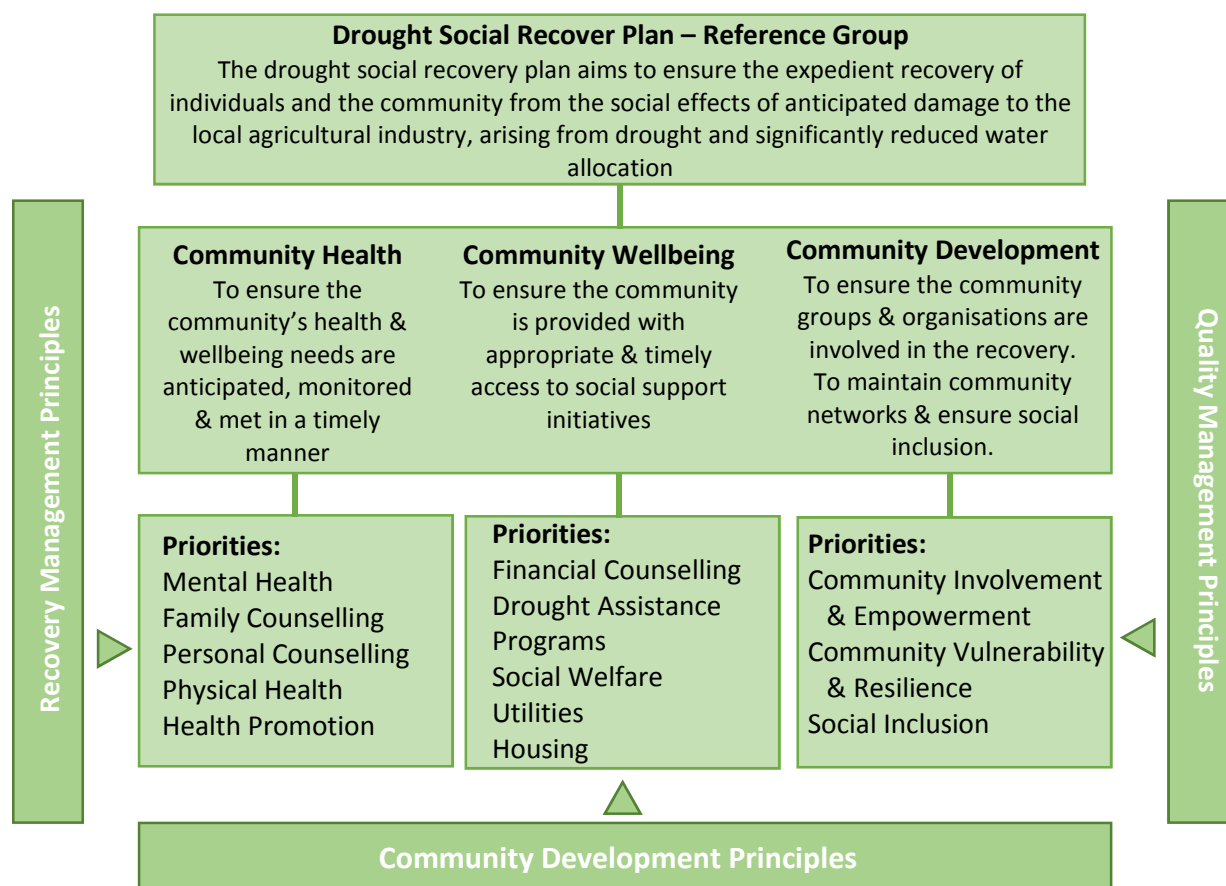 Drought Social Recover Plan – Reference Group
The drought social recovery plan aims to ensure the expedient recovery of
individuals and the community from the social effects of anticipated damage to the
local agricultural industry, arising from drought and significantly reduced water
allocation
Recovery Management Principles
Community Health
To ensure the
community’s health &
wellbeing needs are
anticipated, monitored
& met in a timely
manner
Community Wellbeing
To ensure the community
is provided with
appropriate & timely
access to social support
initiatives
Community Development
To ensure the community
groups & organisations are
involved in the recovery.
To maintain community
networks & ensure social
inclusion.
Quality Management Principles
Priorities:
Mental Health
Family Counselling
Personal Counselling
Physical Health
Health Promotion
Priorities:
Financial Counselling
Drought Assistance
Programs
Social Welfare
Utilities
Housing
Priorities:
Community Involvement
& Empowerment
Community Vulnerability
& Resilience
Social Inclusion
Community Development Principles